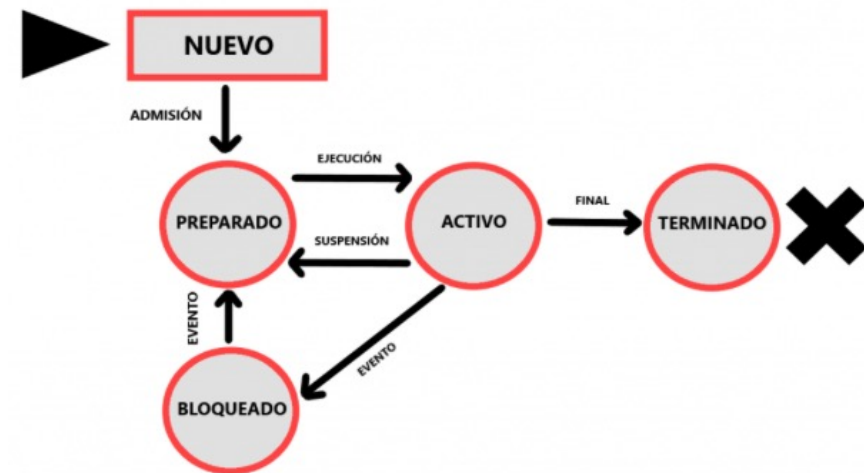 NUEVO
ADMISIÓN
EJECUCIÓN
PREPARADO
SUSPENSIÓN
ACTIVO
FINAL
TERMINADO
EVENTO
EVENTO
BLOQUEADO